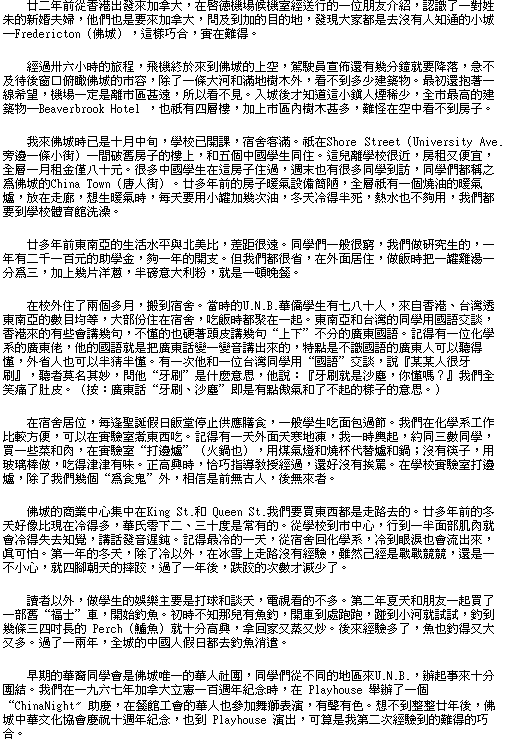 廿二年前從香港出發來加拿大，在啓德機場候機室經送行的一位朋友介紹，認識了一對姓
朱的新婚夫婦，他們也是要來加拿大，問及到加的目的地，發現大家都是去沒有人知道的小城
—Fredericton（佛城），這樣巧合，實在難得。
經過卅六小時的旅程，飛機終於來到佛城的上空，駕駛員宣佈還有幾分鐘就要降落，急不
及待後窗口俯瞰佛城的市容，除了一條大河和滿地樹木外，看不到多少建築物。最初還抱著一
線希望，機場一定是離市區甚遠，所以看不見。入城後才知道這小鎮人煙稀少，全市最高的建
築物—Beaverbrook Hotel ，也祇有四層樓，加上市區內樹木甚多，難怪在空中看不到房子。
我來佛城時已是十月中旬，學校已開課，宿舍客滿。祇在Shore Street (University Ave.
旁邊一條小街) 一間破舊房子的樓上，和五個中國學生同住。這兒離學校很近，房租又便宜，
全層一月租金僅八十元。很多中國學生在這房子住過，週末也有很多同學到訪，同學們都稱之
爲佛城的China Town (唐人街) 。廿多年前的房子暖氣設備簡陋，全層祇有一個燒油的暖氣
爐，放在走廊，想生暖氣時，每天要用小罐加幾次油，冬天冷得半死，熱水也不夠用，我們都
要到學校體育館洗澡。
廿多年前東南亞的生活水平與北美比，差距很遠。同學們一般很窮，我們做研究生的，一
年有二千一百元的助學金，夠一年的開支。但我們都很省，在外面居住，做飯時把一罐雞湯一
分爲三，加上幾片洋蔥，半磅意大利粉，就是一頓晚餐。
在校外住了兩個多月，搬到宿舍。當時的U.N.B.華僑學生有七八十人，來自香港、台灣透
東南亞的數目均等，大部份住在宿舍，吃飯時都聚在一起。東南亞和台灣的同學用國語交談，
香港來的有些會講幾句，不懂的也硬著頭皮講幾句“上下”不分的廣東國語。記得有一位化學
系的廣東佬，他的國語就是把廣東話變一變音講出來的，特點是不識國語的廣東人可以聽得
懂，外省人也可以半猜半懂。有一次他和一位台灣同學用“國語”交談，說『某某人很牙
刷』，聽者莫名其妙，問他“牙刷”是什麽意思，他說：『牙刷就是沙塵，你懂嗎？』我們全
笑痛了肚皮。(按：廣東話“牙刷、沙塵”即是有點傲氣和了不起的樣子的意思。)
在宿舍居位，每逢聖誕假日飯堂停止供應膳食，一般學生吃面包過節。我們在化學系工作
比較方便，可以在實驗室煮東西吃。記得有一天外面天寒地凍，我一時興起，約同三數同學，
買一些菜和肉，在實驗室“打邊爐”（火鍋也），用煤氣燈和燒杯代替爐和鍋；沒有筷子，用
玻璃棒做，吃得津津有味。正高興時，恰巧指導敎授經過，還好沒有挨罵。在學校實驗室打邊
爐，除了我們幾個“爲食鬼”外，相信是前無古人，後無來者。
佛城的商業中心集中在King St.和 Queen St.我們要買東西都是走路去的。廿多年前的冬
天好像比現在冷得多，華氏零下二、三十度是常有的。從學校到市中心，行到一半面部肌肉就
會冷得失去知覺，講話發音遲鈍。記得最冷的一天，從宿舍回化學系，冷到眼淚也會流出來，
眞可怕。第一年的冬天，除了冷以外，在冰雪上走路沒有經驗，雖然己經是戰戰競競，還是一
不小心，就四腳朝天的摔跤，過了一年後，跌跤的次數才減少了。
讀者以外，做學生的娛樂主要是打球和談天，電視看的不多。第二年夏天和朋友一起買了
一部舊“福士”車，開始釣魚。初時不知那兒有魚釣，開車到處跑跑，踫到小河就試試，釣到
幾條三四吋長的 Perch (鱸魚) 就十分高興，拿回家又蒸又炒。後來經驗多了，魚也釣得又大
又多。過了一兩年，全城的中國人假日都去釣魚消遣。
早期的華裔同學會是佛城唯一的華人社團，同學們從不同的地區來U.N.B.，辦起事來十分
團結。我們在一九六七年加拿大立憲一百週年紀念時，在 Playhouse 舉辦了一個
“ChinaNight” 助慶，在餐館工會的華人也參加舞獅表演，有聲有色。想不到整整廿年後，佛
城中華文化協會慶祝十週年紀念，也到 Playhouse 演出，可算是我第二次經驗到的難得的巧
合。